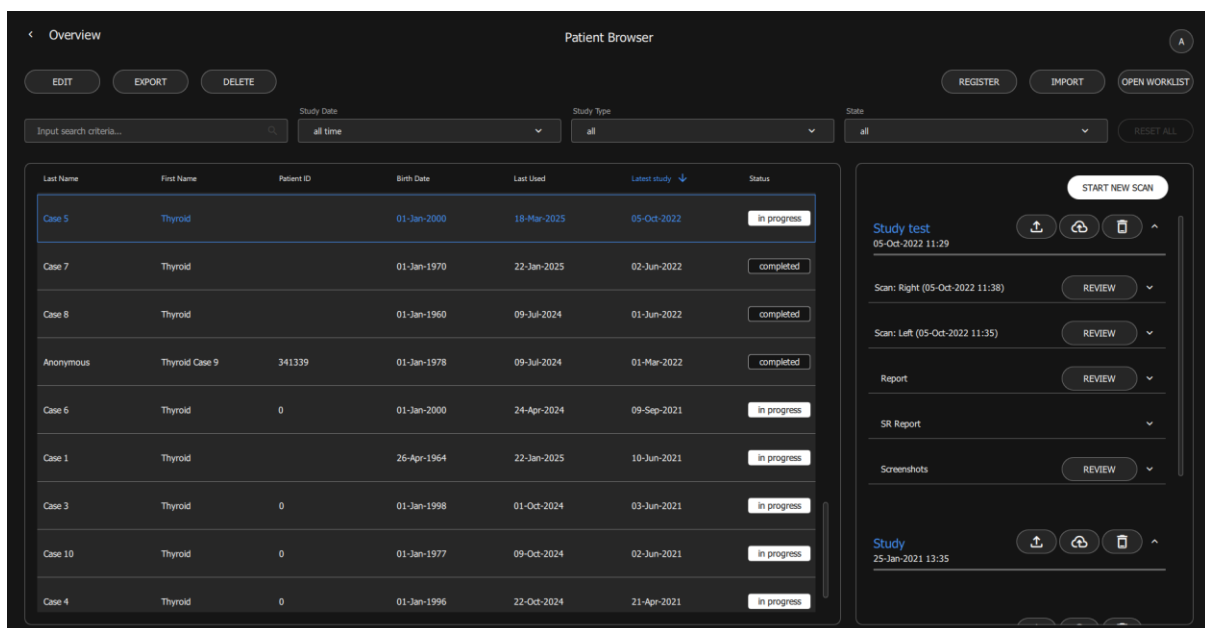 Overview
Patient Browser
A
EDIT EXPORT DELETE REGISTER IMPORT OPEN WORKLIST
Study Date Study Type State
Input search criteria... all time all all RESET ALL
Last Name First Name Patient ID Birth Date Last Used Latest study Status
Case 5 Thyroid 01-Jan-2000 18-Mar-2025 05-Oct-2022 in progress
Case 7 Thyroid 01-Jan-1970 22-Jan-2025 02-Jun-2022 completed
Case 8 Thyroid 01-Jan-1960 09-Jul-2024 01-Jun-2022 completed
Anonymous Thyroid Case 9 341339 01-Jan-1978 09-Jul-2024 01-Mar-2022 completed
Case 6 Thyroid 0 01-Jan-2000 24-Apr-2024 09-Sep-2021 in progress
Case 1 Thyroid 26-Apr-1964 22-Jan-2025 10-Jun-2021 in progress
Case 3 Thyroid 0 01-Jan-1998 01-Oct-2024 03-Jun-2021 in progress
Case 10 Thyroid 0 01-Jan-1977 09-Oct-2024 02-Jun-2021 in progress
Case 4 Thyroid 0 01-Jan-1996 22-Oct-2024 21-Apr-2021 in progress
START NEW SCAN
Study test
05-Oct-2022 11:29
Scan: Right (05-Oct-2022 11:38) REVIEW
Scan: Left (05-Oct-2022 11:35) REVIEW
Report REVIEW
SR Report
Screenshots REVIEW
Study
25-Jan-2021 13:35